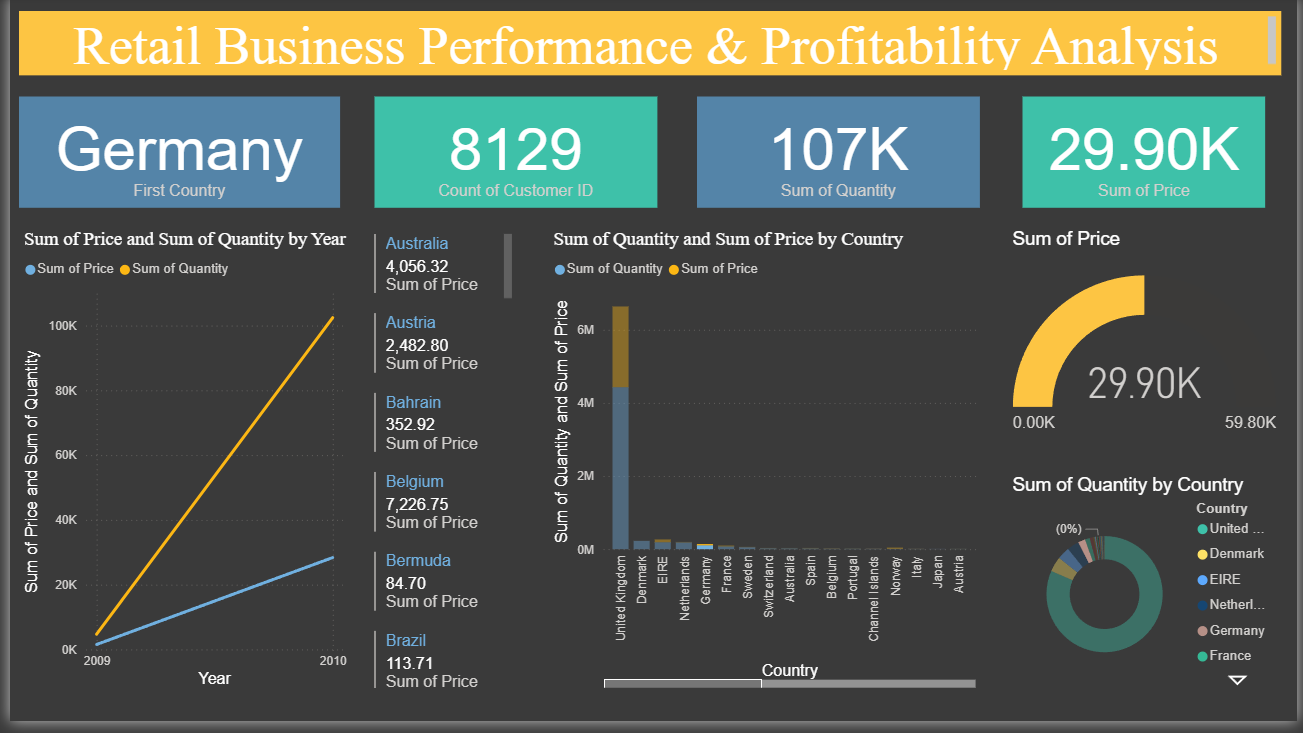 Retail Business Performance & Profitability Analysis
Germany
First Country
8129
Count of Customer ID
107K
Sum of Quantity
29.90K
Sum of Price
Sum of Price and Sum of Quantity by Year
Sum of Price Sum of Quantity
Sum of Price and Sum of Quantity
100K
80K
60K
40K
20K
0K
2009 2010
Year
Australia
4,056.32
Sum of Price
Austria
2,482.80
Sum of Price
Bahrain
352.92
Sum of Price
Belgium
7,226.75
Sum of Price
Bermuda
84.70
Sum of Price
Brazil
113.71
Sum of Price
Sum of Quantity and Sum of Price by Country
Sum of Quantity Sum of Price
Sum of Quantity and Sum of Price
6M
4M
2M
0M
United Kingdom
Denmark
EIRE
Netherlands
Germany
France
Sweden
Switzerland
Australia
Spain
Belgium
Portugal
Channel Islands
Norway
Italy
Japan
Austria
Country
Sum of Price
29.90K
0.00K 59.80K
Sum of Quantity by Country
(0%)
Country
United ...
Denmark
EIRE
Netherl...
Germany
France